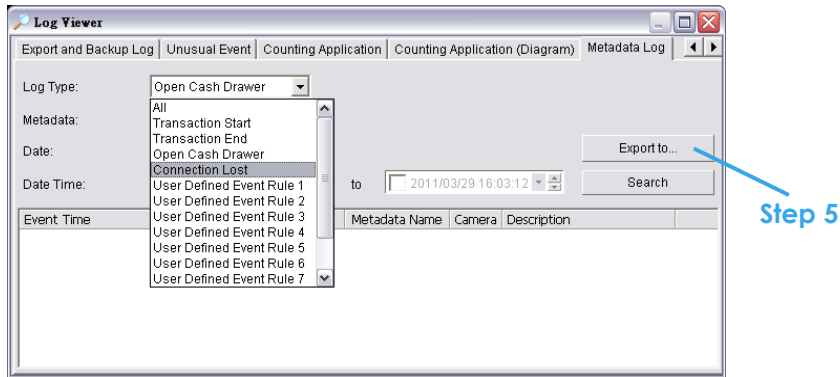 Log Viewer
Export and Backup Log Unusual Event Counting Application Counting Application (Diagram) Metadata Log
Log Type: Open Cash Drawer
All
Metadata: Transaction Start
Transaction End
Date: Open Cash Drawer Export to...
Connection Lost
Date Time: User Defined Event Rule 1 to 2011/03/29 16:03:12 Search
User Defined Event Rule 2
Event Time User Defined Event Rule 3 Metadata Name Camera Description Step 5
User Defined Event Rule 4
User Defined Event Rule 5
User Defined Event Rule 6
User Defined Event Rule 7